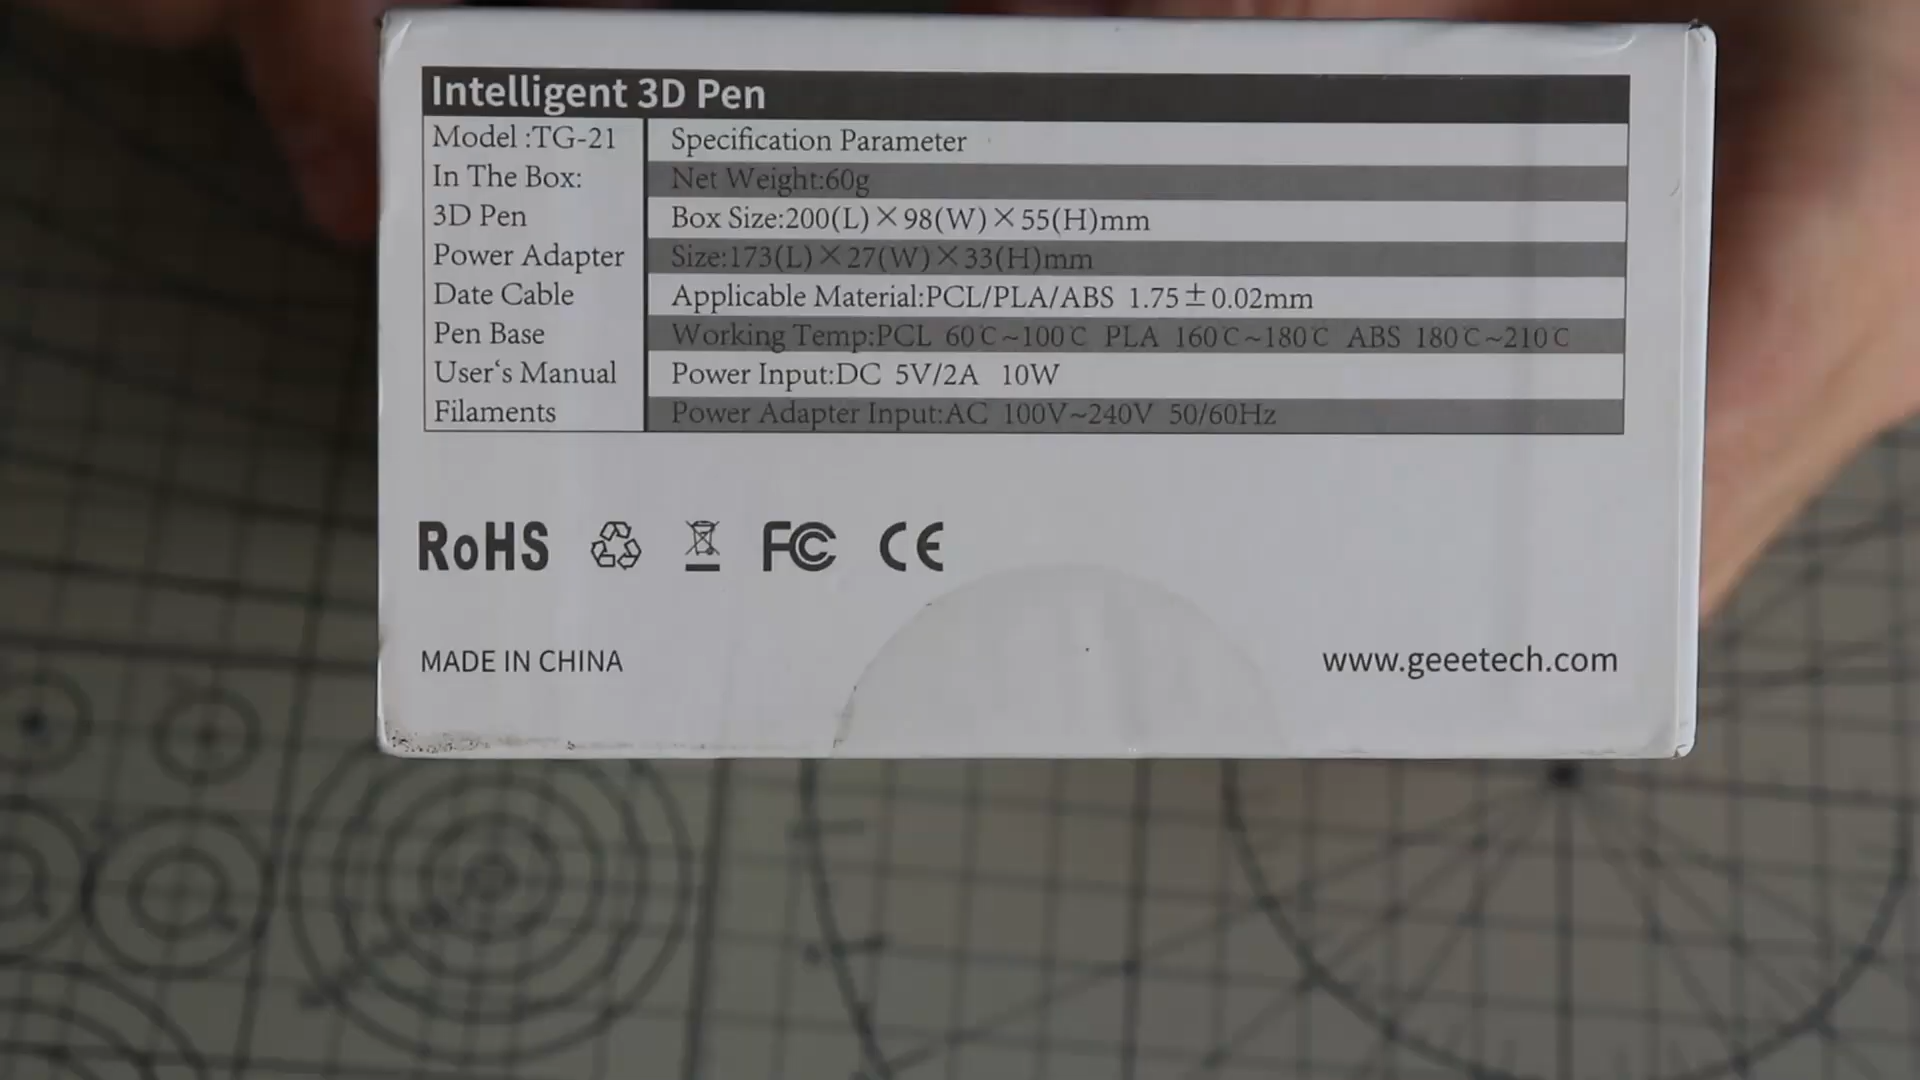 Intelligent 3D Pen
Model :TG-21
In The Box:
3D Pen
Power Adapter
Date Cable
Pen Base
User‘s Manual
Filaments
Specification Parameter
Net Weight:60g
Box Size:200(L)×98(W)×55(H)mm
Size:173(L)×27(W)×33(H)mm
Applicable Material:PCL/PLA/ABS 1.75±0.02mm
Working Temp:PCL 60℃~100℃ PLA 160℃~180℃ ABS 180℃~210℃
Power Input:DC 5V/2A 10W
Power Adapter Input:AC 100V~240V 50/60Hz
RoHS FC CE
MADE IN CHINA
www.geeetech.com